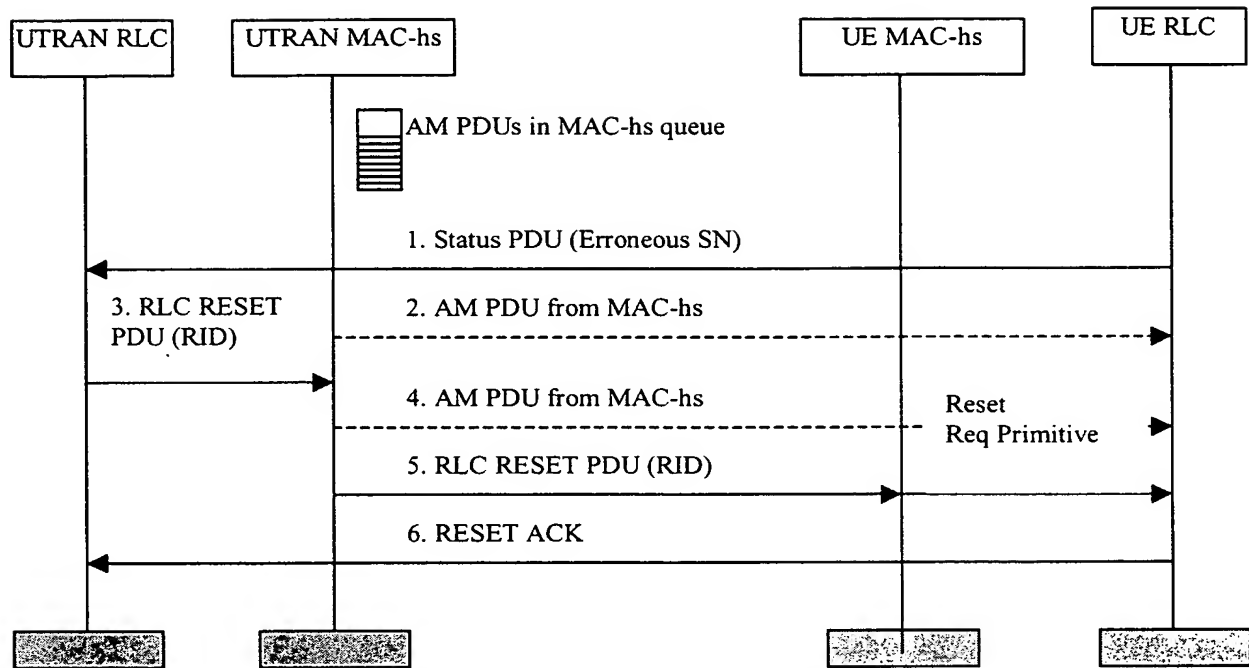 UTRAN RLC
UTRAN MAC-hs
UE MAC-hs
UE RLC
AM PDUs in MAC-hs queue
1. Status PDU (Erroneous SN)
3. RLC RESET
PDU (RID)
2. AM PDU from MAC-hs
4. AM PDU from MAC-hs
Reset
Req Primitive
5. RLC RESET PDU (RID)
6. RESET ACK